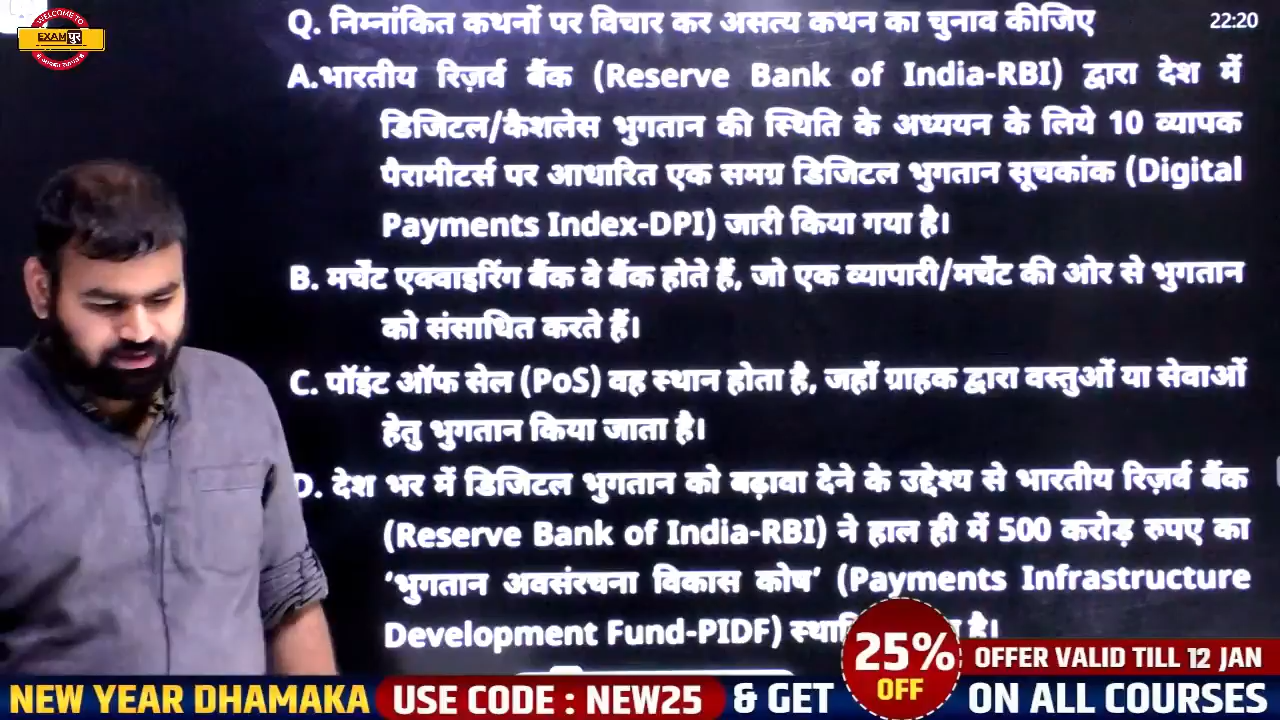 WELCOME TO
EXAM पुर
Q. निम्नांकित कथनों पर विचार कर असत्य कथन का चुनाव कीजिए
22:20
A.भारतीय रिज़र्व बैंक (Reserve Bank of India-RBI) द्वारा देश में
डिजिटल/कैशलेस भुगतान की स्थिति के अध्ययन के लिये 10 व्यापक
पैरामीटर्स पर आधारित एक समग्र डिजिटल भुगतान सूचकांक (Digital
Payments Index-DPI) जारी किया गया है।
B. मर्चेंट एक्वाइरिंग बैंक वे बैंक होते हैं, जो एक व्यापारी/मर्चेंट की ओर से भुगतान
को संसाधित करते हैं।
C. पॉइंट ऑफ सेल (PoS) वह स्थान होता है, जहाँ ग्राहक द्वारा वस्तुओं या सेवाओं
हेतु भुगतान किया जाता है।
D. देश भर में डिजिटल भुगतान को बढ़ावा देने के उद्देश्य से भारतीय रिज़र्व बैंक
(Reserve Bank of India-RBI) ने हाल ही में 500 करोड़ रुपए का
‘भुगतान अवसंरचना विकास कोष’ (Payments Infrastructure
Development Fund-PIDF) है।
25% OFF
OFFER VALID TILL 12 JAN
NEW YEAR DHAMAKA USE CODE : NEW25 & GET ON ALL COURSES